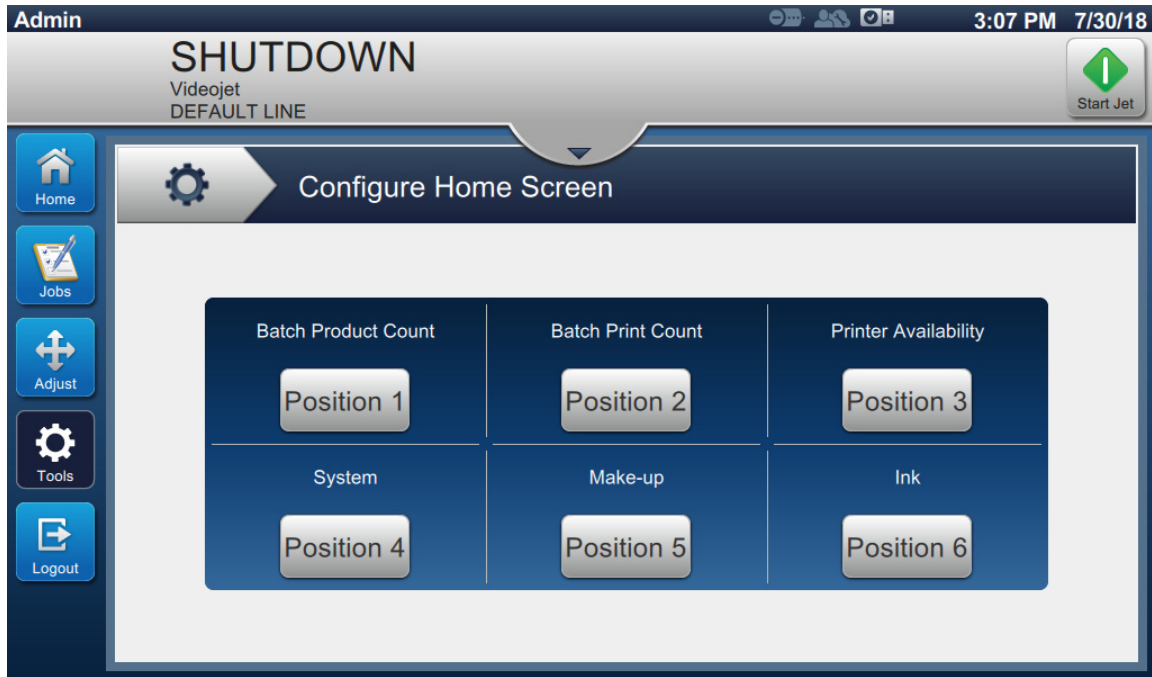 Admin 3:07 PM 7/30/18
SHUTDOWN
Videojet
DEFAULT LINE
Start Jet
Home
Configure Home Screen
Jobs
Adjust
Tools
Logout
Batch Product Count Batch Print Count Printer Availability
Position 1 Position 2 Position 3
System Make-up Ink
Position 4 Position 5 Position 6